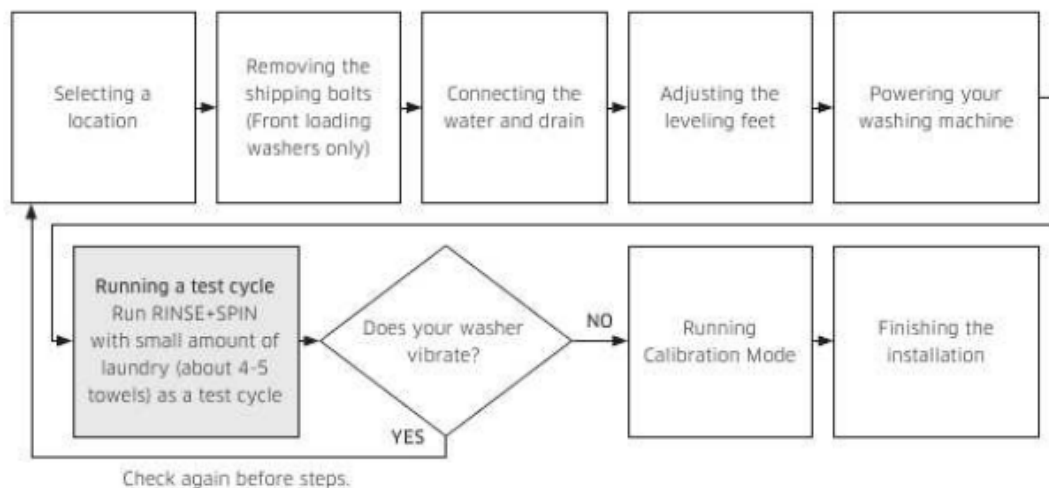 Selecting a
location
Removing the
shipping bolts
(Front loading
washers only)
Connecting the
water and drain
Adjusting the
leveling feet
Powering your
washing machine
Running a test cycle
Run RINSE+SPIN
with small amount of
laundry (about 4-5
towels) as a test cycle
Does your washer
vibrate?
NO
YES
Running
Calibration Mode
Finishing the
installation
Check again before steps.